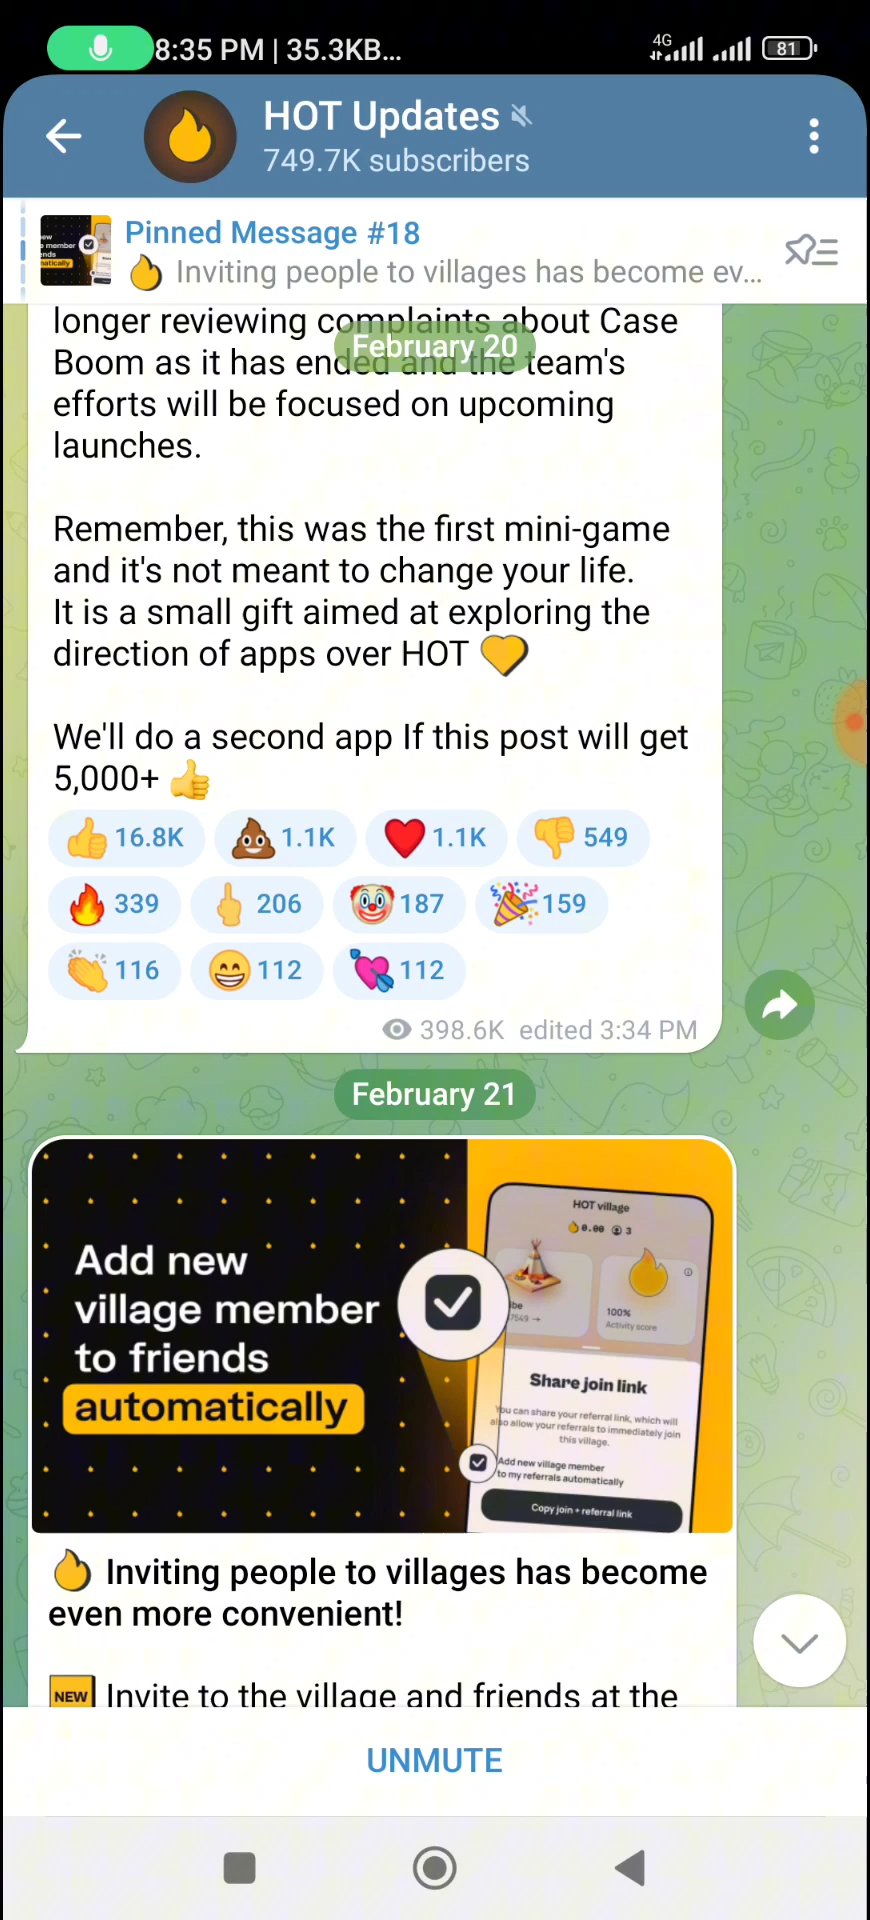 8:35 PM | 35.3KB...
4G
81
HOT Updates
749.7K subscribers
Pinned Message #18
Inviting people to villages has become ev...
longer reviewing complaints about Case
February 20
Boom as it has ended and the team's
efforts will be focused on upcoming
launches.
Remember, this was the first mini-game
and it's not meant to change your life.
It is a small gift aimed at exploring the
direction of apps over HOT
We'll do a second app If this post will get
5,000+
16.8K 1.1K 1.1K 549
339 206 187 159
116 112 112
398.6K edited 3:34 PM
February 21
Add new
village member
to friends
automatically
HOT village
0.00 3
100%
Activity score
Share join link
You can share your referral link, which will
also allow your referrals to immediately join
this village.
Add new village member
to my referrals automatically
Copy join + referral link
Inviting people to villages has become
even more convenient!
NEW Invite to the village and friends at the
UNMUTE